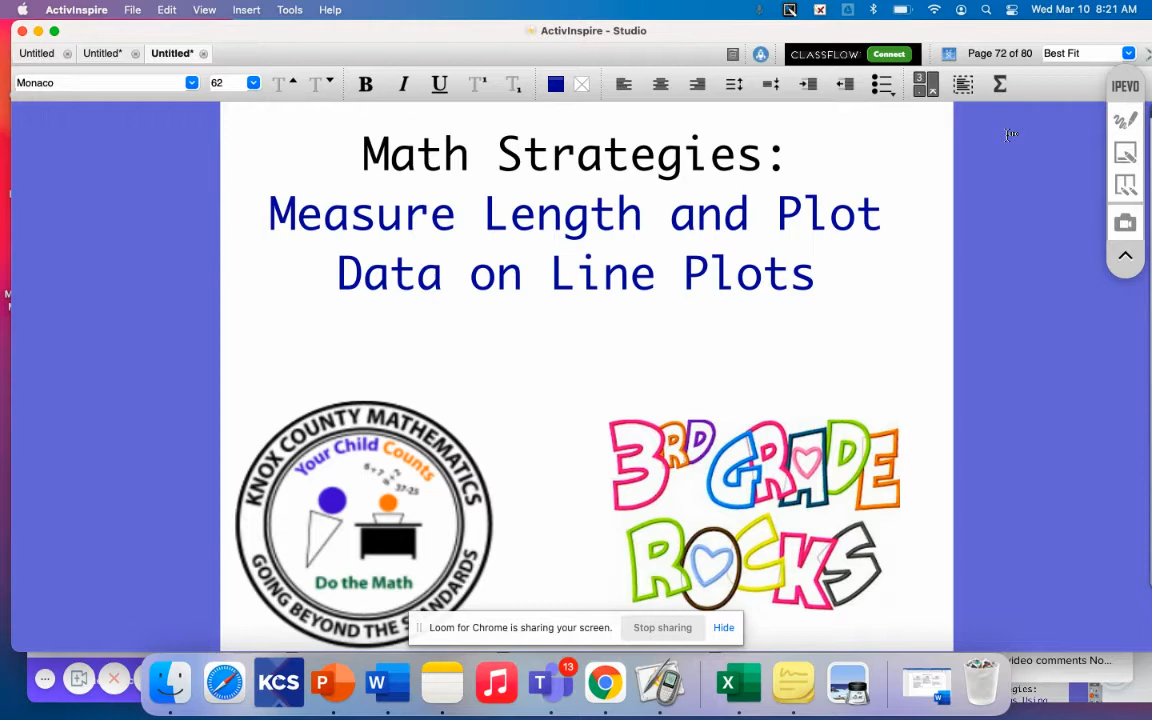 ActivInspire File Edit View Insert Tools Help Wed Mar 10 8:21 AM
ActivInspire - Studio
Untitled Untitled* Untitled* CLASSFLOW Connect Page 72 of 80 Best Fit
Monaco 62 T T B I U T¹ T₁ Σ
IPEVO
Math Strategies:
Measure Length and Plot
Data on Line Plots
KNOX COUNTY MATHEMATICS
Your Child Counts
Do the Math
GOING BEYOND THE STANDARDS
3RD GRADE
ROCKS
Loom for Chrome is sharing your screen. Stop sharing Hide
KCS
13
video comments No...